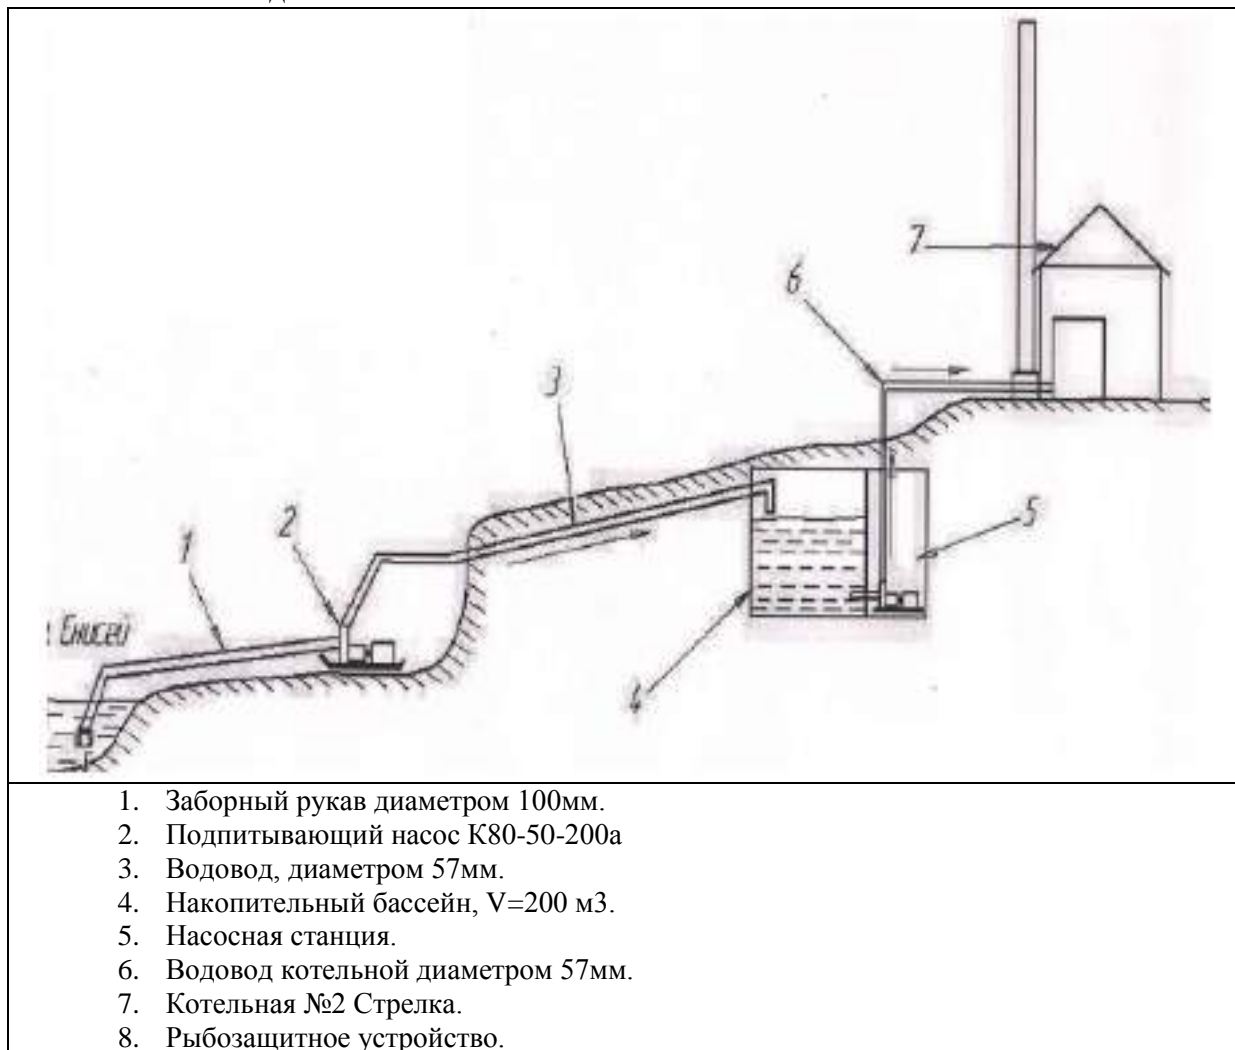 7
6
3
2
1
5
Енисей
4
1. Заборный рукав диаметром 100мм.
2. Подпитывающий насос К80-50-200а
3. Водовод, диаметром 57мм.
4. Накопительный бассейн, V=200 м3.
5. Насосная станция.
6. Водовод котельной диаметром 57мм.
7. Котельная №2 Стрелка.
8. Рыбозащитное устройство.